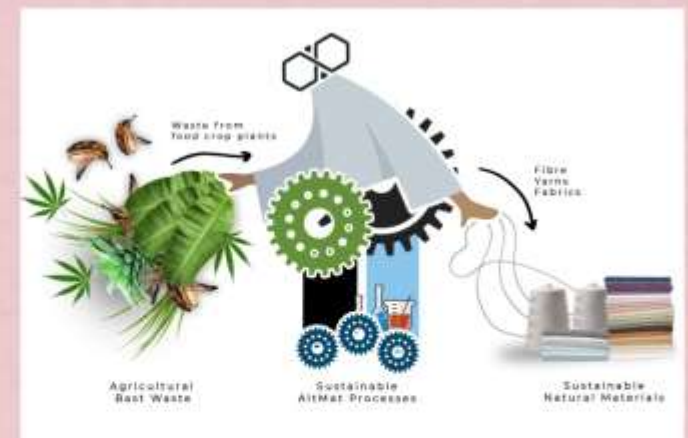 Waste from
food crop plants
Fibre
Yarns
Fabrics
Agricultural
Bast Waste
Sustainable
AltMat Processes
Sustainable
Natural Materials